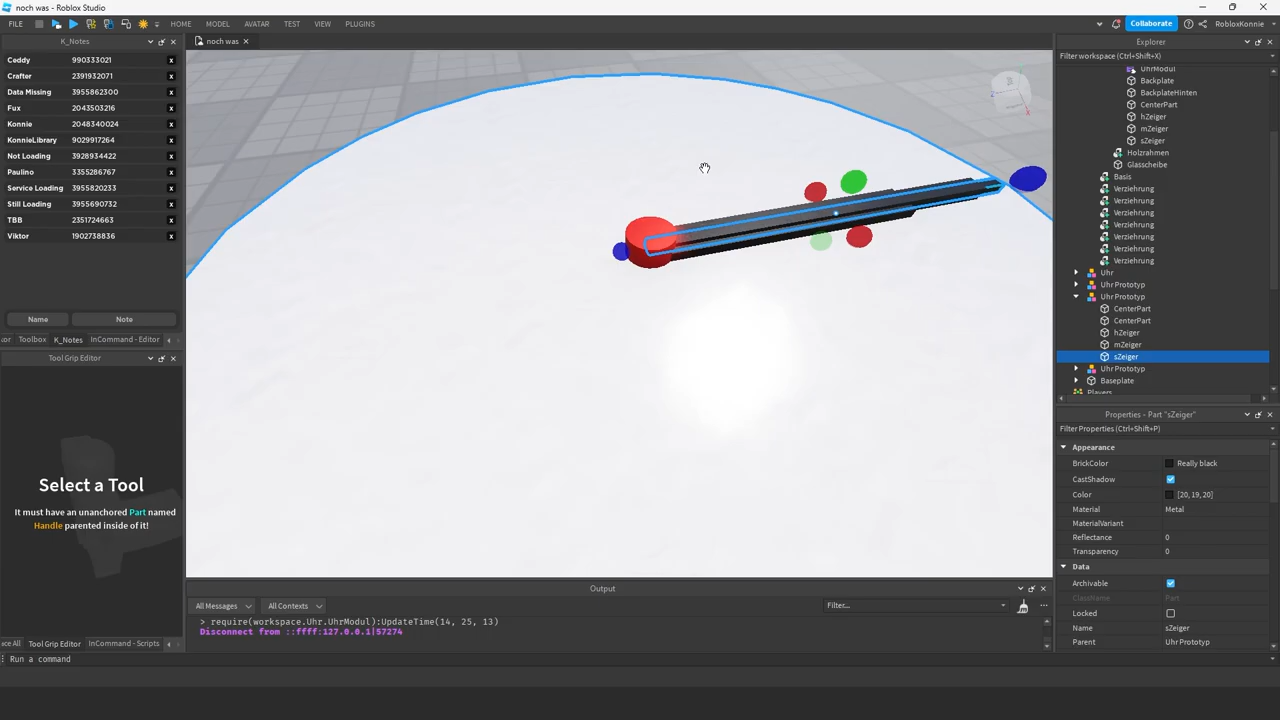 noch was - Roblox Studio
FILE HOME MODEL AVATAR TEST VIEW PLUGINS Collaborate RobloxKonnie
K_Notes
Ceddy 990333021 x
Crafter 2391932071 x
Data Missing 3955862300 x
Fux 2043503216 x
Konnie 2048340024 x
KonnieLibrary 9029917264 x
Not Loading 3928934422 x
Paulino 3355286767 x
Service Loading 3955820233 x
Still Loading 3955690732 x
TBB 2351724663 x
Viktor 1902738836 x
Name Note
or Toolbox K_Notes InCommand - Editor
Tool Grip Editor
Select a Tool
It must have an unanchored Part named
Handle parented inside of it!
ce All Tool Grip Editor InCommand - Scripts
noch was
Output
All Messages All Contexts Filter...
> require(workspace.Uhr.UhrModul):UpdateTime(14, 25, 13)
Disconnect from ::ffff:127.0.0.1|57274
Run a command
Explorer
Filter workspace (Ctrl+Shift+X)
UhrModul
Backplate
BackplateHinten
CenterPart
hZeiger
mZeiger
sZeiger
Holzrahmen
Glasscheibe
Basis
Verziehrung
Verziehrung
Verziehrung
Verziehrung
Verziehrung
Verziehrung
Verziehrung
Uhr
Uhr Prototyp
Uhr Prototyp
CenterPart
CenterPart
hZeiger
mZeiger
sZeiger
Uhr Prototyp
Baseplate
Players
Properties - Part "sZeiger"
Filter Properties (Ctrl+Shift+P)
Appearance
BrickColor Really black
CastShadow
Color [20, 19, 20]
Material Metal
MaterialVariant
Reflectance 0
Transparency 0
Data
Archivable
ClassName Part
Locked
Name sZeiger
Parent Uhr Prototyp